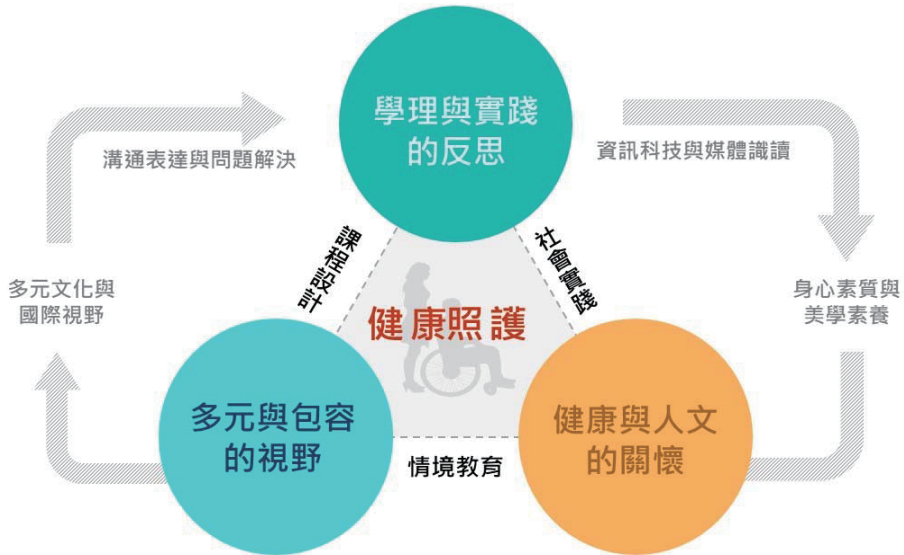 學理與實踐
的反思
溝通表達與問題解決
資訊科技與媒體識讀
課程設計
社會實踐
多元文化與
國際視野
身心素質與
美學素養
健康照護
多元與包容
的視野
健康與人文
的關懷
情境教育